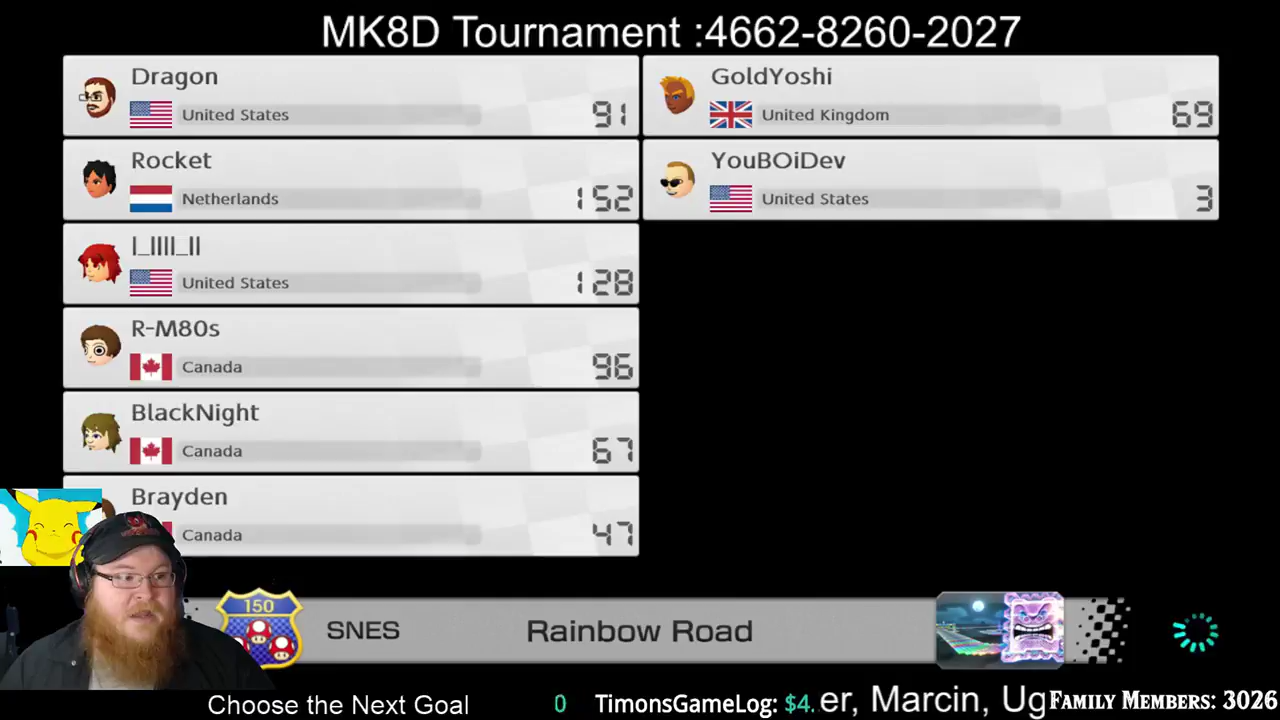 MK8D Tournament :4662-8260-2027
Dragon
United States
91
Rocket
Netherlands
152
I_IIII_II
United States
128
R-M80s
Canada
96
BlackNight
Canada
67
Brayden
Canada
47
GoldYoshi
United Kingdom
69
YouBOiDev
United States
3
150
SNES
Rainbow Road
Choose the Next Goal 0 TimonsGameLog: $4. er, Marcin, Ug Family Members: 3026